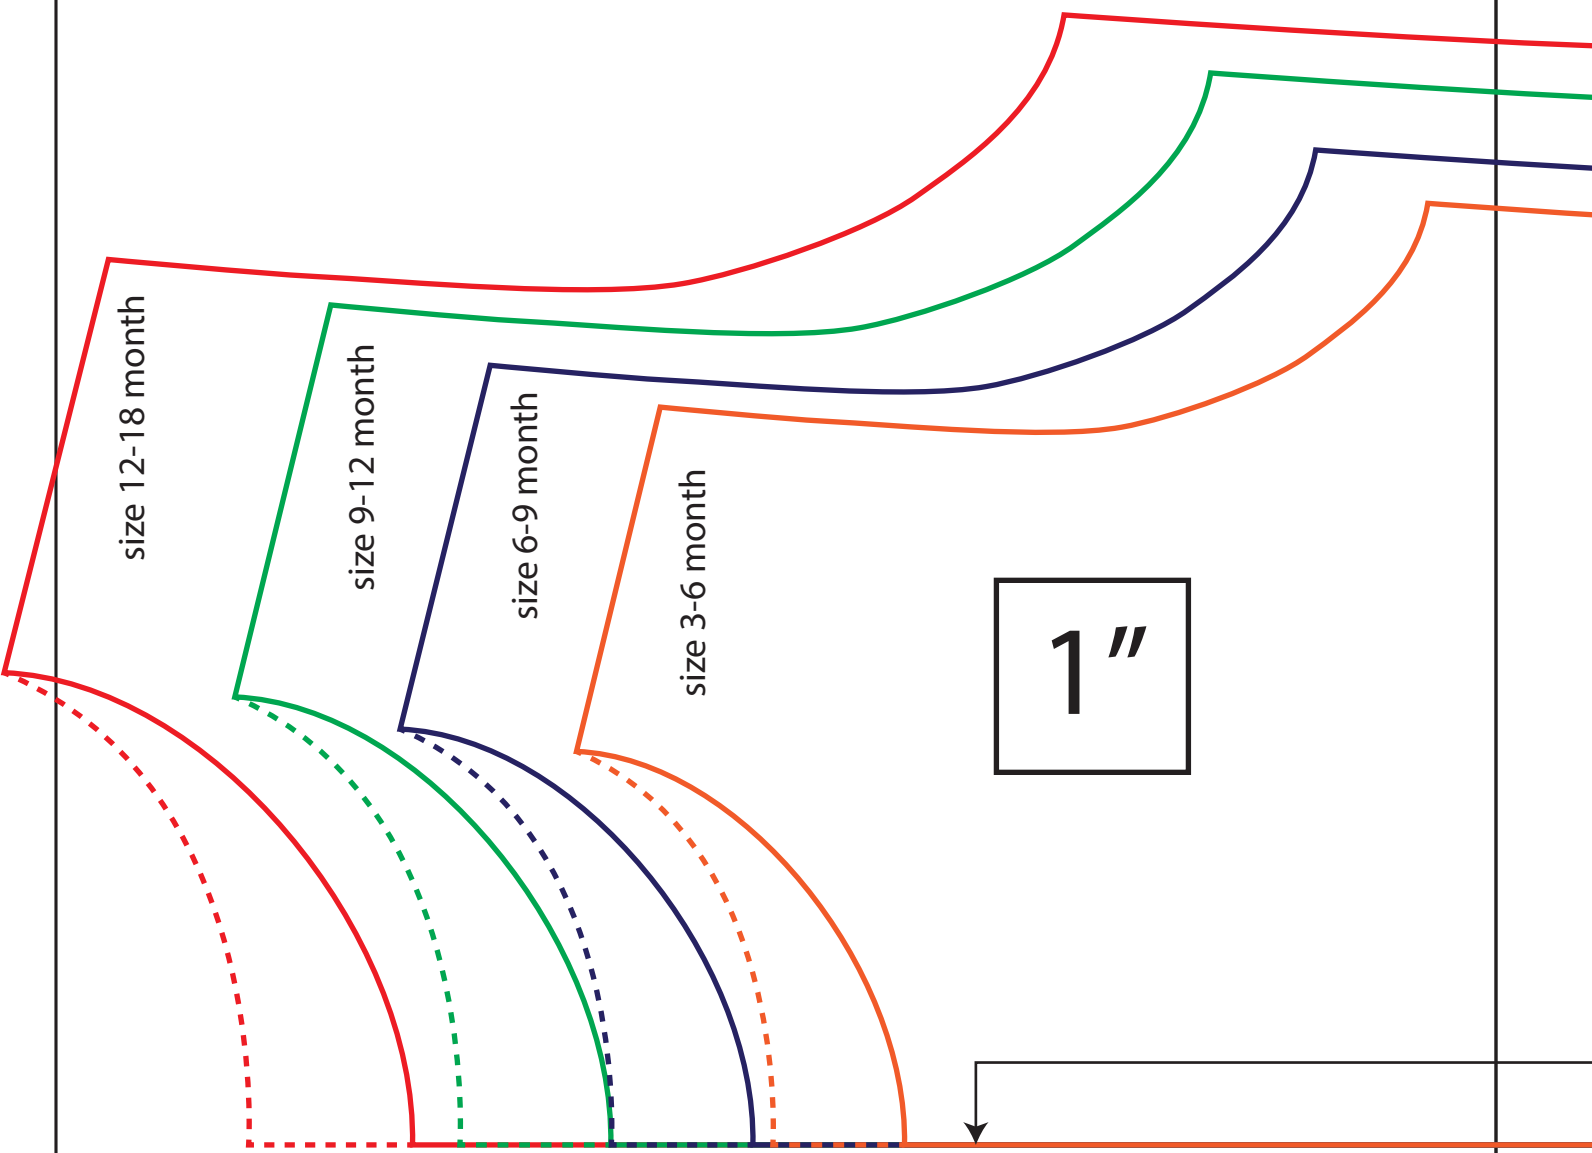 size 12-18 month
size 9-12 month
size 6-9 month
size 3-6 month
1”